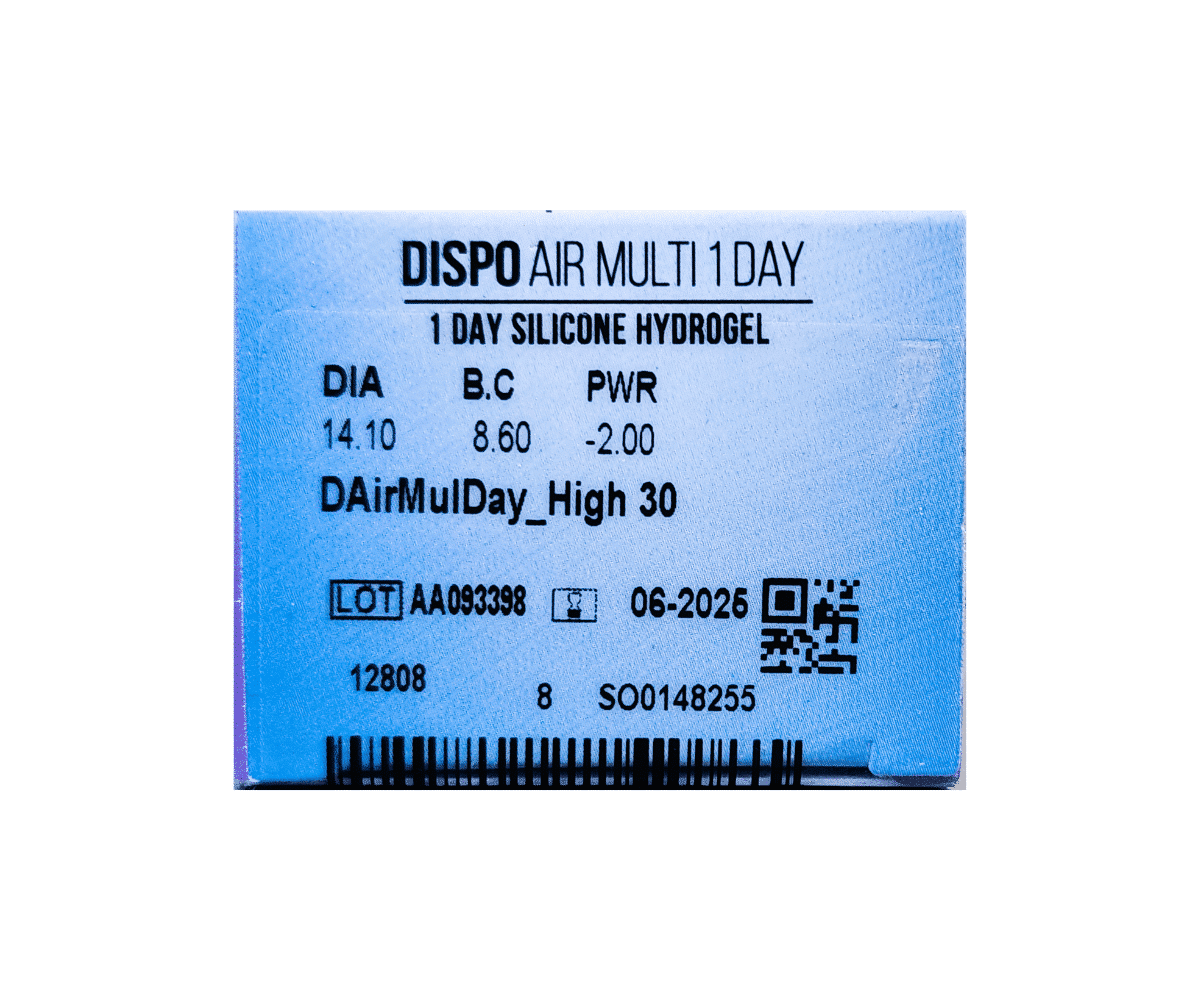 DISPO AIR MULTI 1 DAY
1 DAY SILICONE HYDROGEL
DIA B.C PWR
14.10 8.60 -2.00
DAirMulDay_High 30
LOT AA093398 06-2025
12808
8 SO0148255